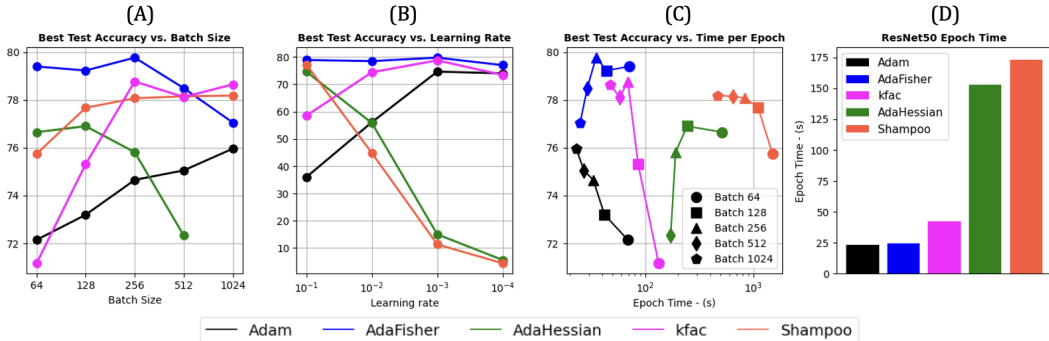 (A)
(B)
(C)
(D)
Best Test Accuracy vs. Batch Size
Best Test Accuracy vs. Learning Rate
Best Test Accuracy vs. Time per Epoch
ResNet50 Epoch Time
80
78
76
74
72
64
128
256
512
1024
Batch Size
80
70
60
50
40
30
20
10
10⁻¹
10⁻²
10⁻³
10⁻⁴
Learning rate
80
78
76
74
72
Batch 64
Batch 128
Batch 256
Batch 512
Batch 1024
10²
10³
Epoch Time - (s)
Epoch Time - (s)
175
150
125
100
75
50
25
0
Adam
AdaFisher
kfac
AdaHessian
Shampoo
Adam
AdaFisher
AdaHessian
kfac
Shampoo